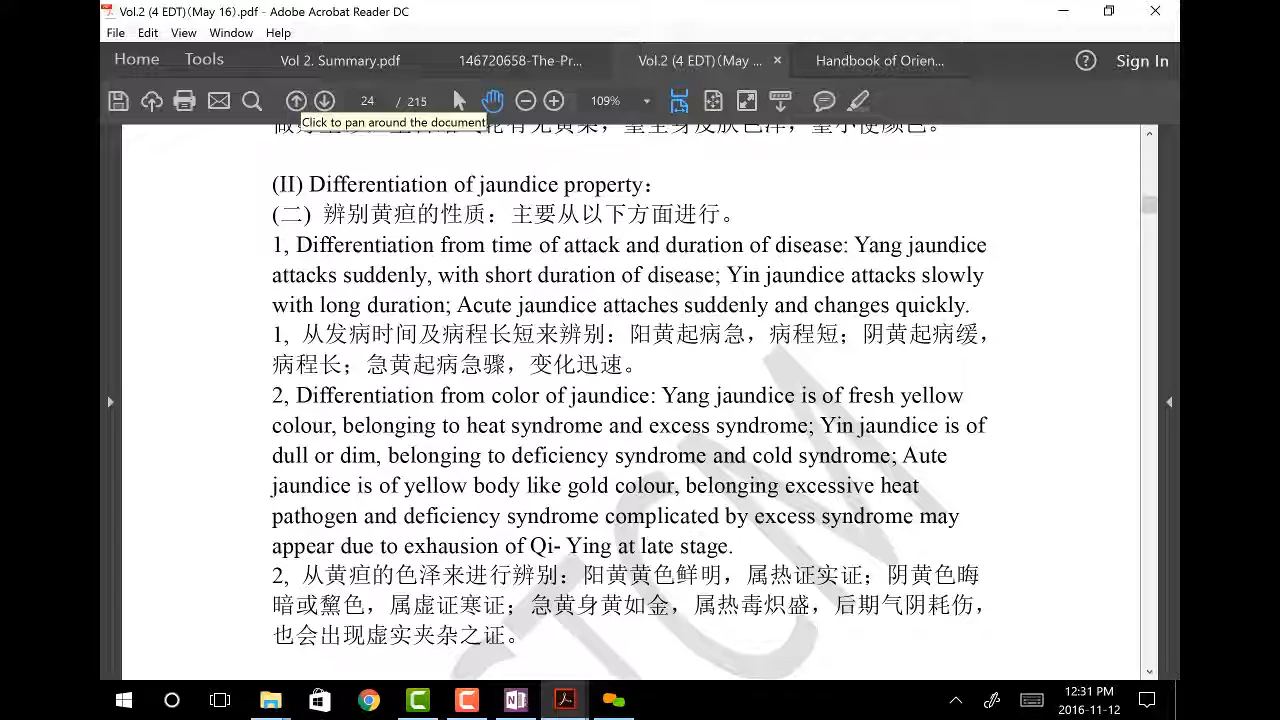 Vol.2 (4 EDT)(May 16).pdf - Adobe Acrobat Reader DC
File Edit View Window Help
Home Tools Vol 2. Summary.pdf 146720658-The-Pr... Vol.2 (4 EDT)(May ... × Handbook of Orien... ? Sign In
24 / 215 109%
Click to pan around the document
(II) Differentiation of jaundice property：
(二) 辨别黄疸的性质：主要从以下方面进行。
1, Differentiation from time of attack and duration of disease: Yang jaundice
attacks suddenly, with short duration of disease; Yin jaundice attacks slowly
with long duration; Acute jaundice attaches suddenly and changes quickly.
1, 从发病时间及病程长短来辨别：阳黄起病急，病程短；阴黄起病缓，
病程长；急黄起病急骤，变化迅速。
2, Differentiation from color of jaundice: Yang jaundice is of fresh yellow
colour, belonging to heat syndrome and excess syndrome; Yin jaundice is of
dull or dim, belonging to deficiency syndrome and cold syndrome; Aute
jaundice is of yellow body like gold colour, belonging excessive heat
pathogen and deficiency syndrome complicated by excess syndrome may
appear due to exhausion of Qi- Ying at late stage.
2, 从黄疸的色泽来进行辨别：阳黄黄色鲜明，属热证实证；阴黄色晦
暗或黧色，属虚证寒证；急黄身黄如金，属热毒炽盛，后期气阴耗伤，
也会出现虚实夹杂之证。
TCM
12:31 PM
2016-11-12